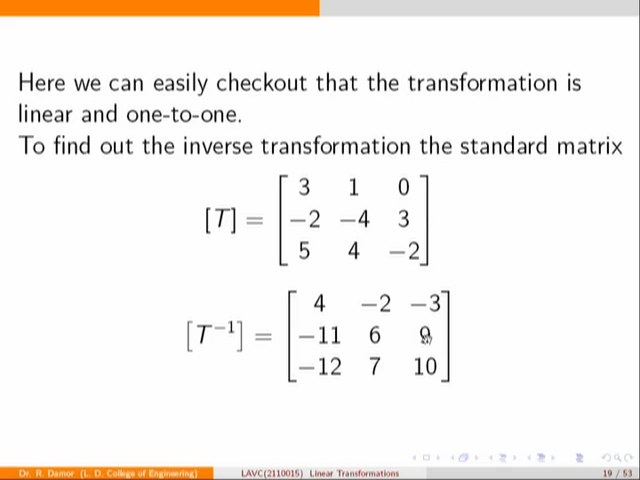 Here we can easily checkout that the transformation is
linear and one-to-one.
To find out the inverse transformation the standard matrix
[T] = [ 3 1 0
−2 −4 3
5 4 −2 ]
[T⁻¹] = [ 4 −2 −3
−11 6 9
−12 7 10 ]
Dr. R. Damor (L. D. College of Engineering) LAVC(2110015) Linear Transformations 19 / 53